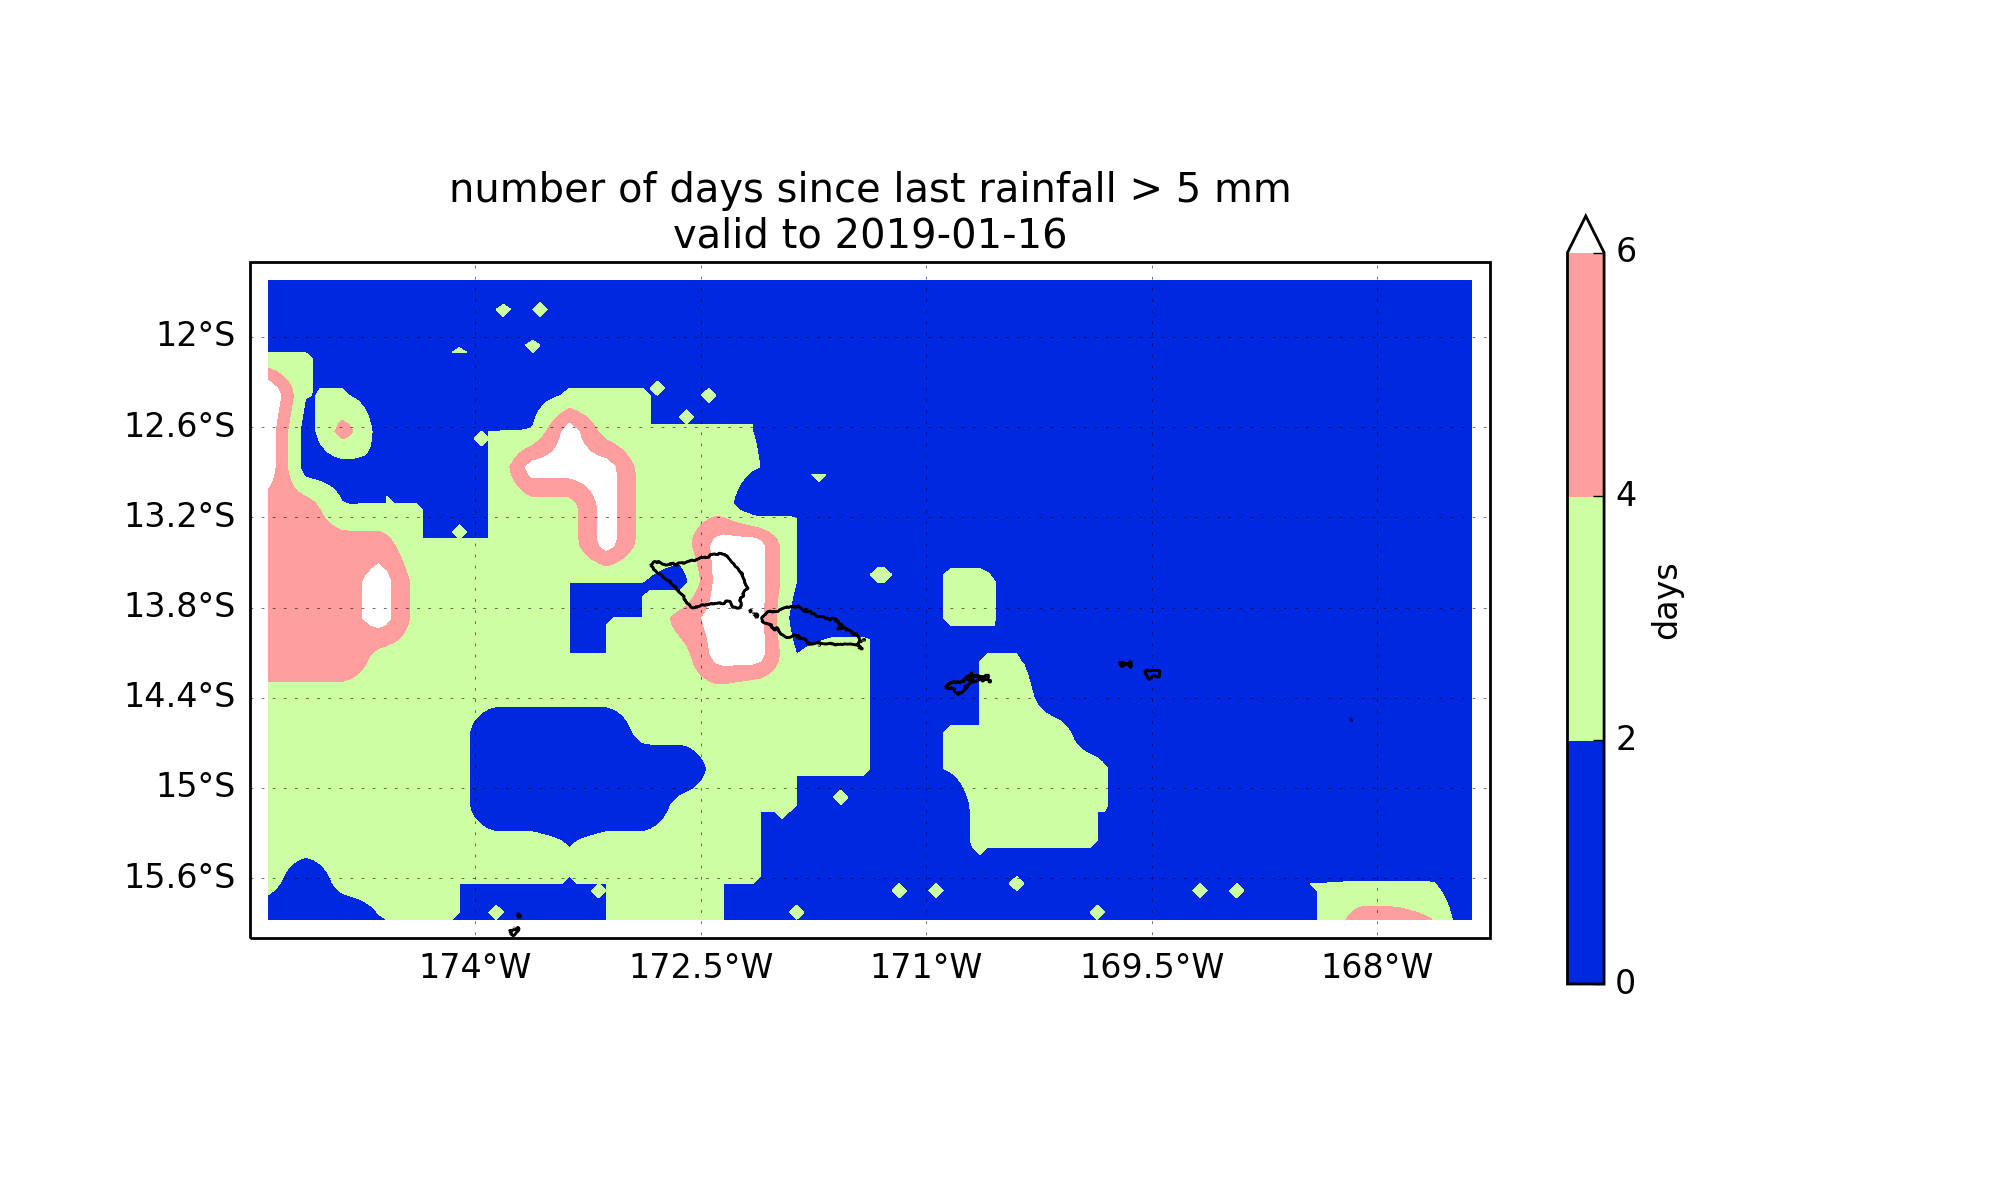 number of days since last rainfall > 5 mm
valid to 2019-01-16
6
12°S
12.6°S
4
13.2°S
days
13.8°S
14.4°S
2
15°S
15.6°S
174°W 172.5°W 171°W 169.5°W 168°W
0